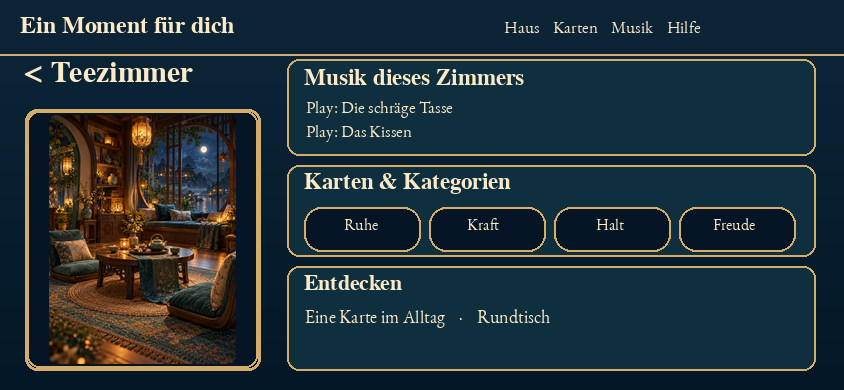 Ein Moment für dich
Haus Karten Musik Hilfe
< Teezimmer
Musik dieses Zimmers
Play: Die schräge Tasse
Play: Das Kissen
Karten & Kategorien
Ruhe Kraft Halt Freude
Entdecken
Eine Karte im Alltag · Rundtisch